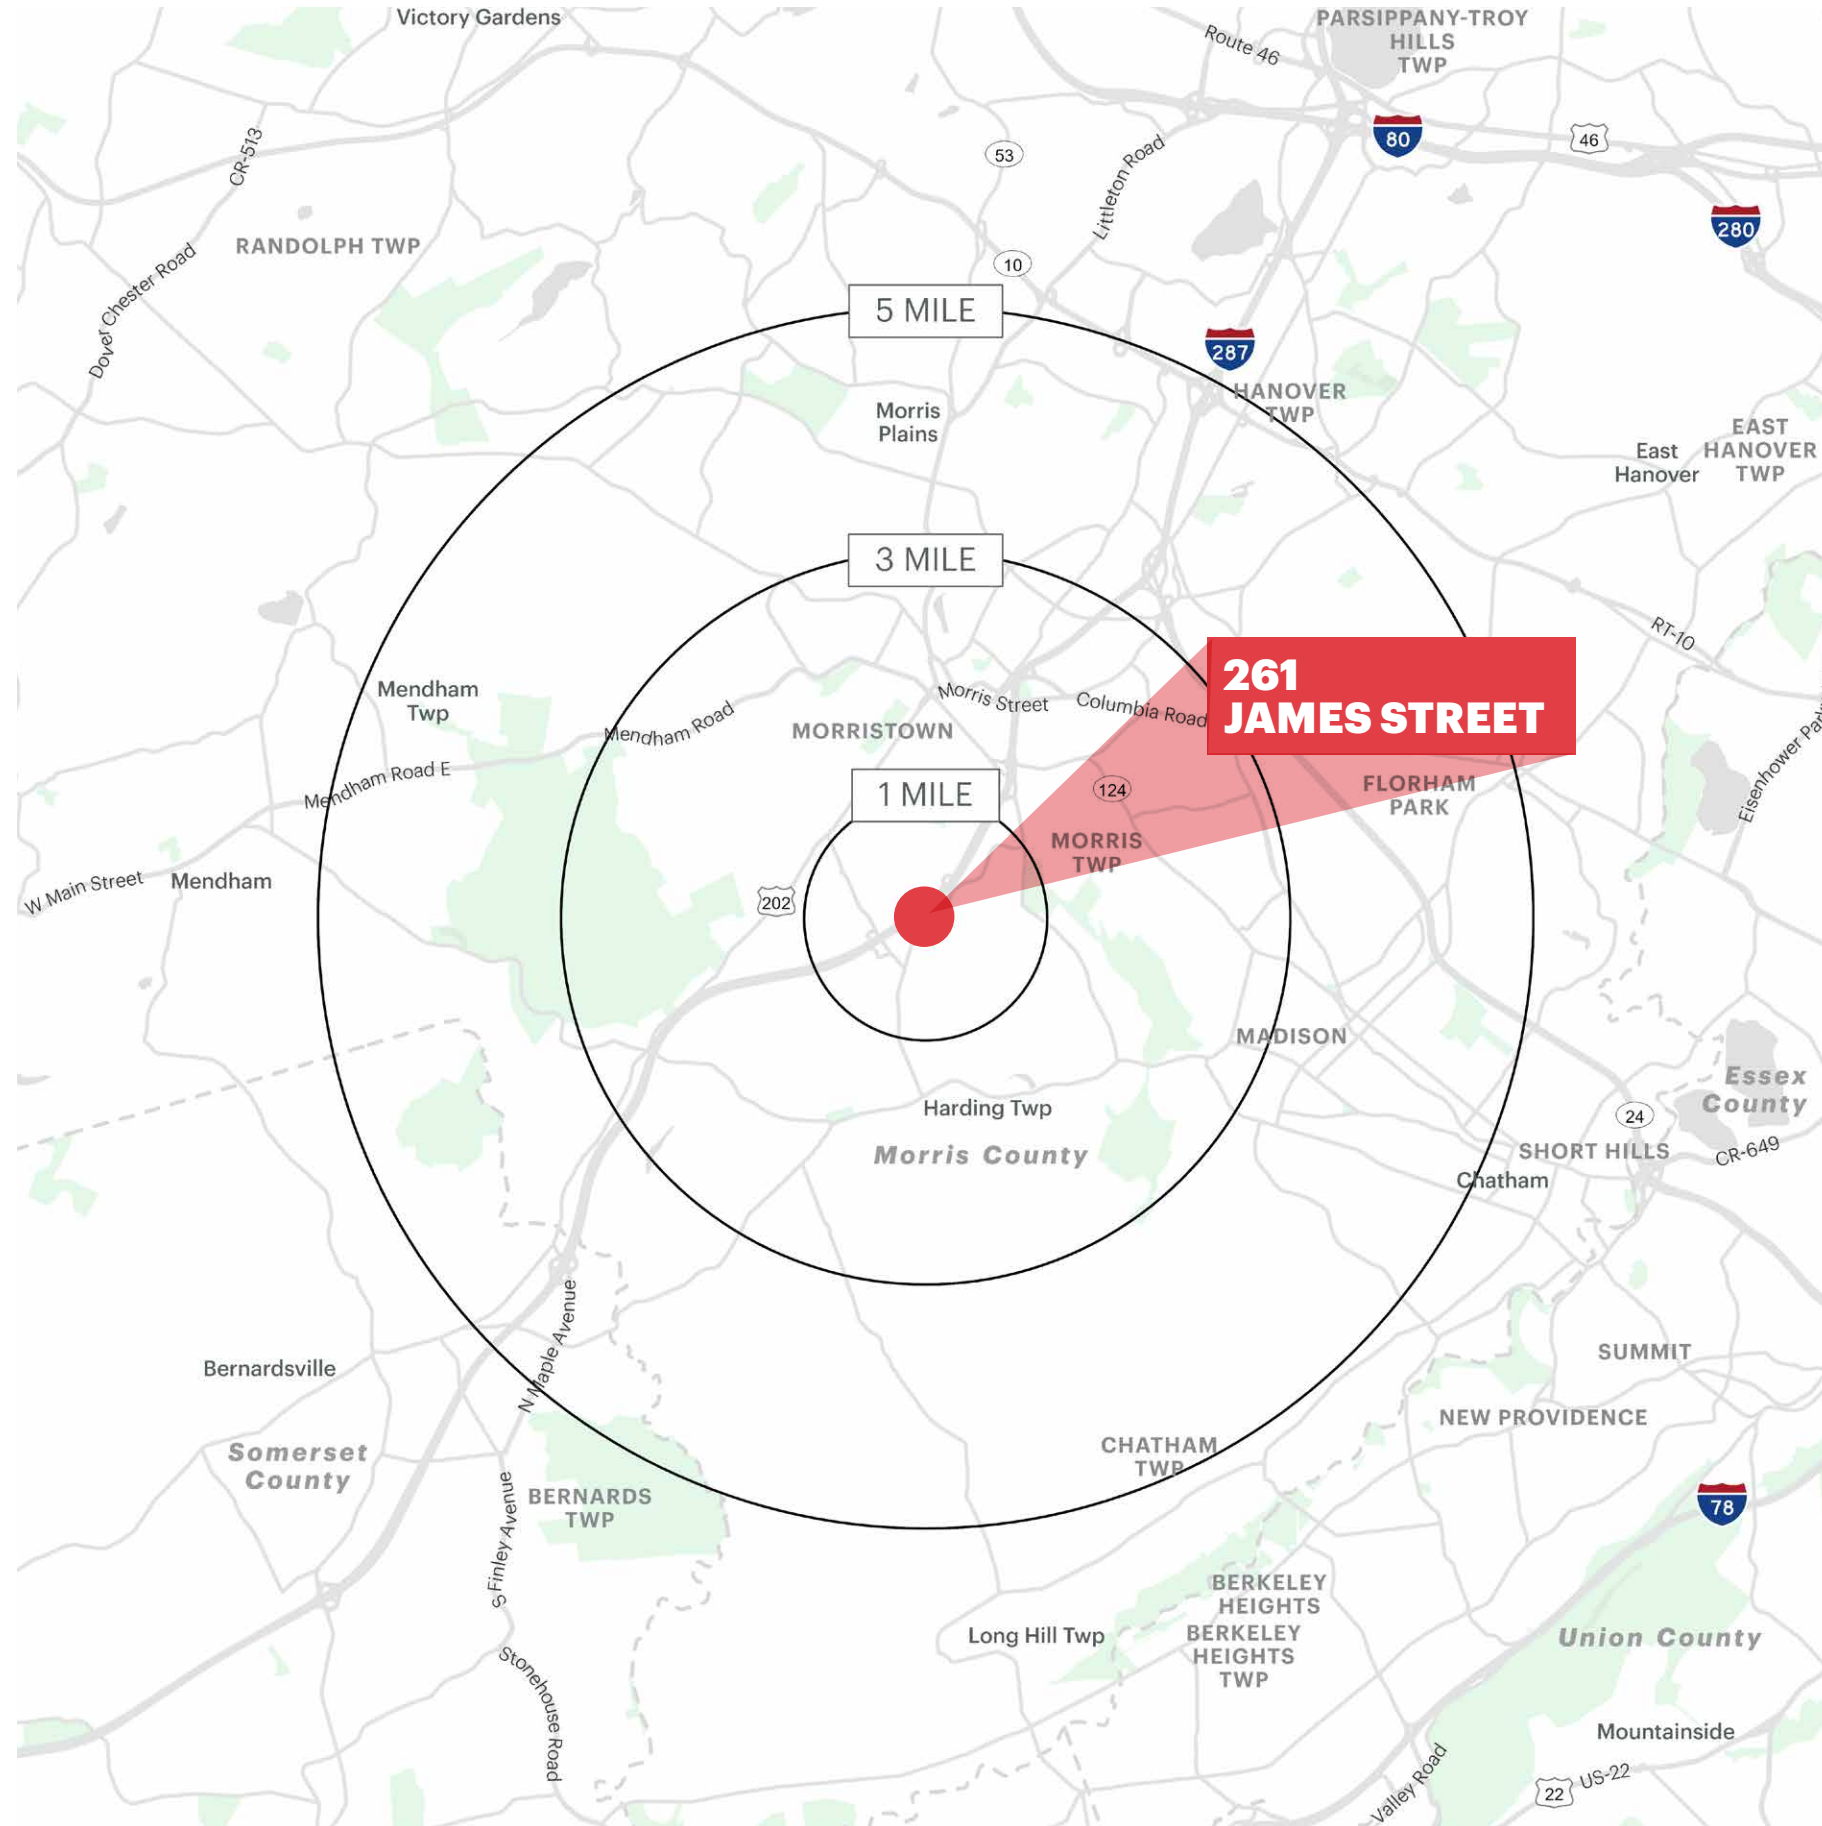 Victory Gardens
PARSIPPANY-TROY
HILLS
TWP
Route 46
80
46
CR-513
53
Littleton Road
280
RANDOLPH TWP
Dover Chester Road
10
5 MILE
287
HANOVER
TWP
Morris
Plains
EAST
HANOVER
TWP
East
Hanover
3 MILE
RT-10
261
JAMES STREET
Mendham
Twp
Mendham Road
Morris Street
Columbia Road
MORRISTOWN
Mendham Road E
1 MILE
124
FLORHAM
PARK
MORRIS
TWP
W Main Street
Mendham
202
MADISON
Essex
County
Harding Twp
24
Morris County
SHORT HILLS
CR-649
Chatham
N Maple Avenue
Bernardsville
SUMMIT
NEW PROVIDENCE
Somerset
County
CHATHAM
TWP
S Finley Avenue
BERNARDS
TWP
78
BERKELEY
HEIGHTS
Long Hill Twp
BERKELEY
HEIGHTS
TWP
Union County
Stonehouse Road
Mountainside
Valley Road
22
US-22